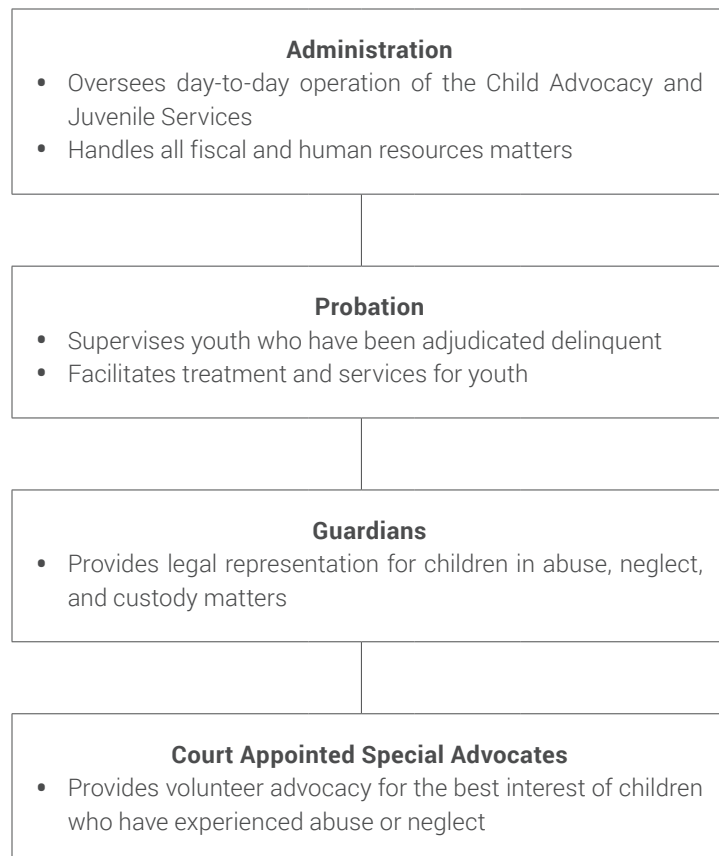 Administration
• Oversees day-to-day operation of the Child Advocacy and
Juvenile Services
• Handles all fiscal and human resources matters
Probation
• Supervises youth who have been adjudicated delinquent
• Facilitates treatment and services for youth
Guardians
• Provides legal representation for children in abuse, neglect,
and custody matters
Court Appointed Special Advocates
• Provides volunteer advocacy for the best interest of children
who have experienced abuse or neglect